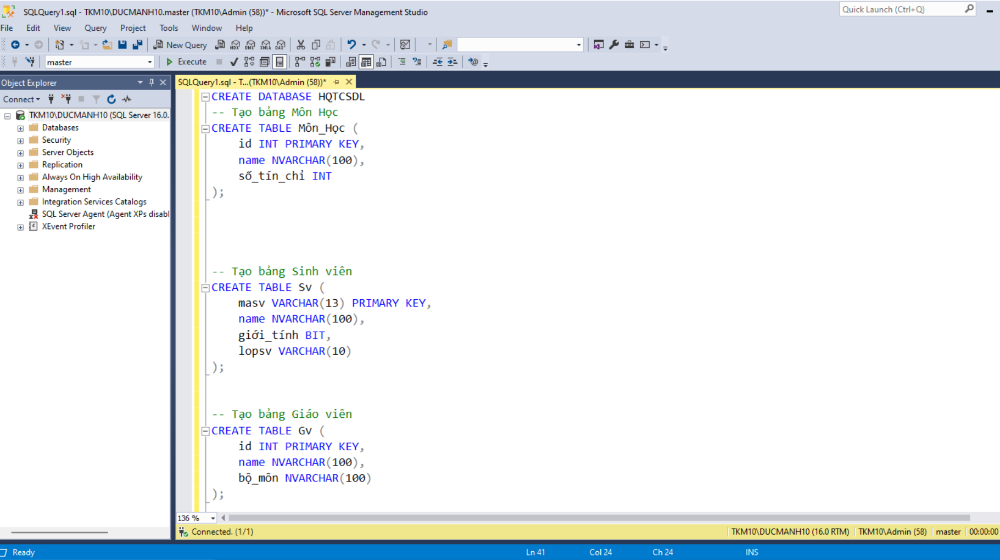 SQLQuery1.sql - TKM10\DUCMANH10.master (TKM10\Admin (58))* - Microsoft SQL Server Management Studio
Quick Launch (Ctrl+Q)
File Edit View Query Project Tools Window Help
New Query MDX DMX XMLA DAX
master Execute
Object Explorer
SQLQuery1.sql - T...(TKM10\Admin (58))*
Connect
TKM10\DUCMANH10 (SQL Server 16.0.
Databases
Security
Server Objects
Replication
Always On High Availability
Management
Integration Services Catalogs
SQL Server Agent (Agent XPs disabl
XEvent Profiler
CREATE DATABASE HQTCSDL
-- Tạo bảng Môn Học
CREATE TABLE Môn_Học (
id INT PRIMARY KEY,
name NVARCHAR(100),
số_tín_chỉ INT
);
-- Tạo bảng Sinh viên
CREATE TABLE Sv (
masv VARCHAR(13) PRIMARY KEY,
name NVARCHAR(100),
giới_tính BIT,
lopsv VARCHAR(10)
);
-- Tạo bảng Giáo viên
CREATE TABLE Gv (
id INT PRIMARY KEY,
name NVARCHAR(100),
bộ_môn NVARCHAR(100)
);
136 %
Connected. (1/1)
TKM10\DUCMANH10 (16.0 RTM) TKM10\Admin (58) master 00:00:00
Ready Ln 41 Col 24 Ch 24 INS